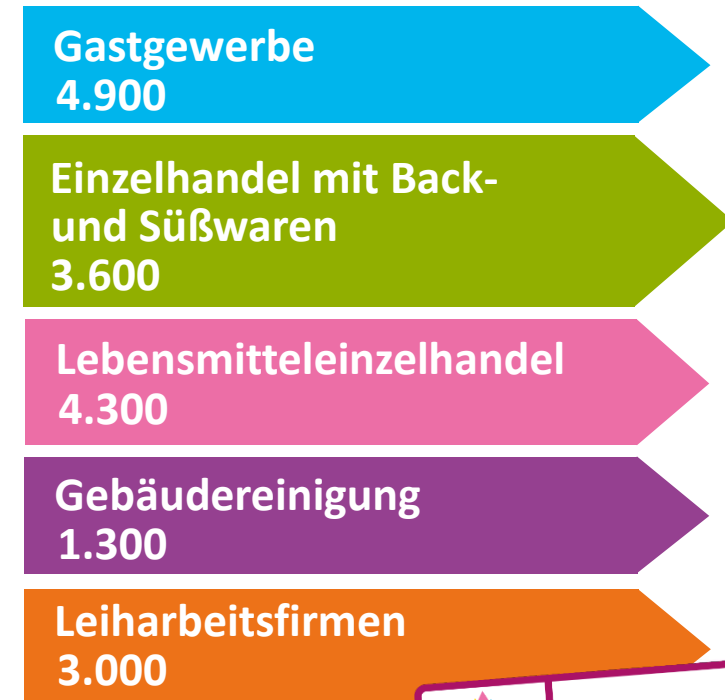 Gastgewerbe
4.900
Einzelhandel mit Back-
und Süßwaren
3.600
Lebensmitteleinzelhandel
4.300
Gebäudereinigung
1.300
Leiharbeitsfirmen
3.000